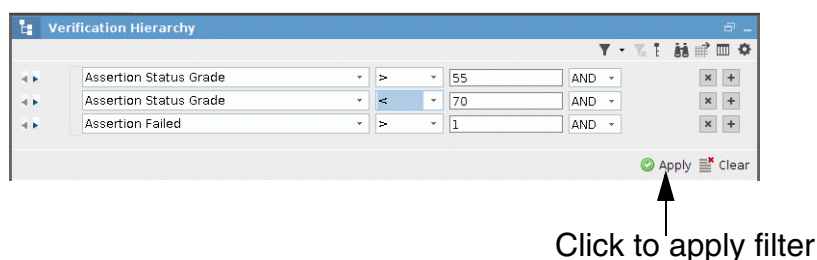 Verification Hierarchy
Assertion Status Grade > 55 AND
Assertion Status Grade < 70 AND
Assertion Failed > 1 AND
Apply Clear
Click to apply filter